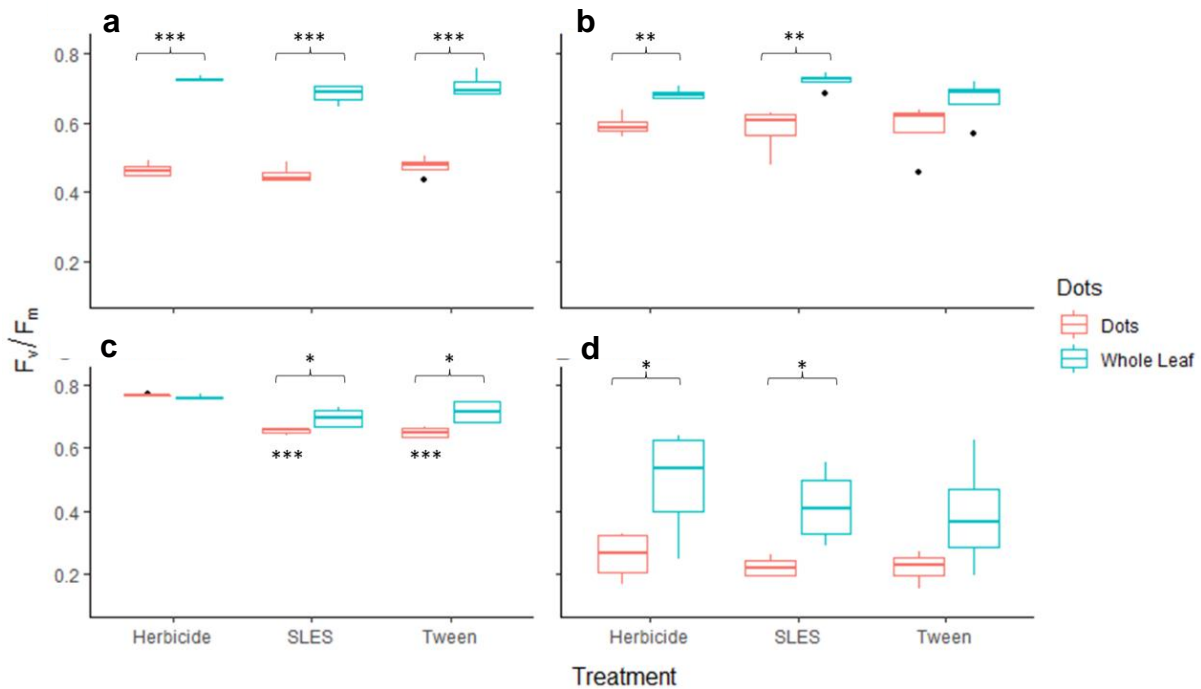 a
b
*** *** ***
** **
0.8
0.6
0.4
0.2
Fv/Fm
c
d
* *
* *
0.8
0.6
*** ***
0.4
0.2
Herbicide SLES Tween
Herbicide SLES Tween
Treatment
Dots
Dots
Whole Leaf